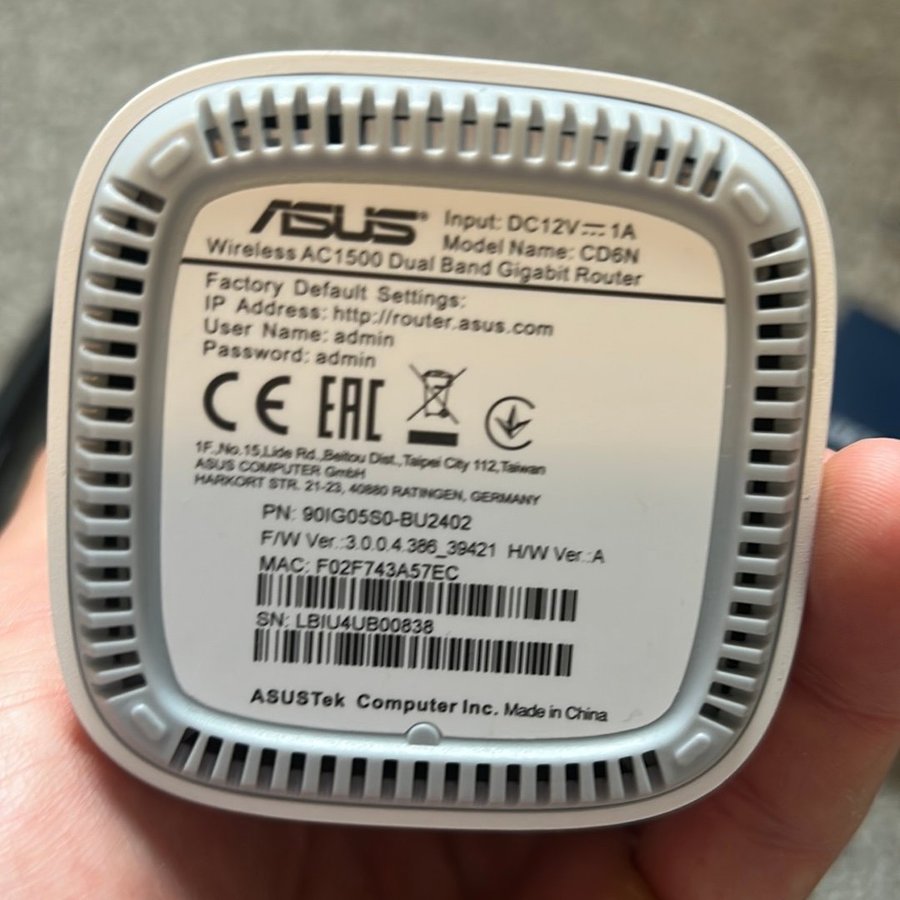 ASUS® Input: DC12V⎓1A
Model Name: CD6N
Wireless AC1500 Dual Band Gigabit Router
Factory Default Settings:
IP Address: http://router.asus.com
User Name: admin
Password: admin
CE EAC
1F.,No.15,Lide Rd.,Beitou Dist.,Taipei City 112,Taiwan
ASUS COMPUTER GmbH
HARKORT STR. 21-23, 40880 RATINGEN, GERMANY
PN: 90IG05S0-BU2402
F/W Ver.:3.0.0.4.386_39421 H/W Ver.:A
MAC: F02F743A57EC
SN: LBIU4UB00838
ASUSTek Computer Inc. Made in China